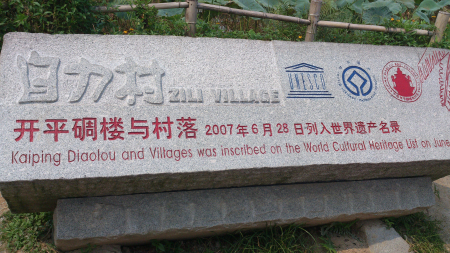 自力村 ZILI VILLAGE UNESCO
开平碉楼与村落 2007年6月28日列入世界遗产名录
Kaiping Diaolou and Villages was inscribed on the World Cultural Heritage List on June